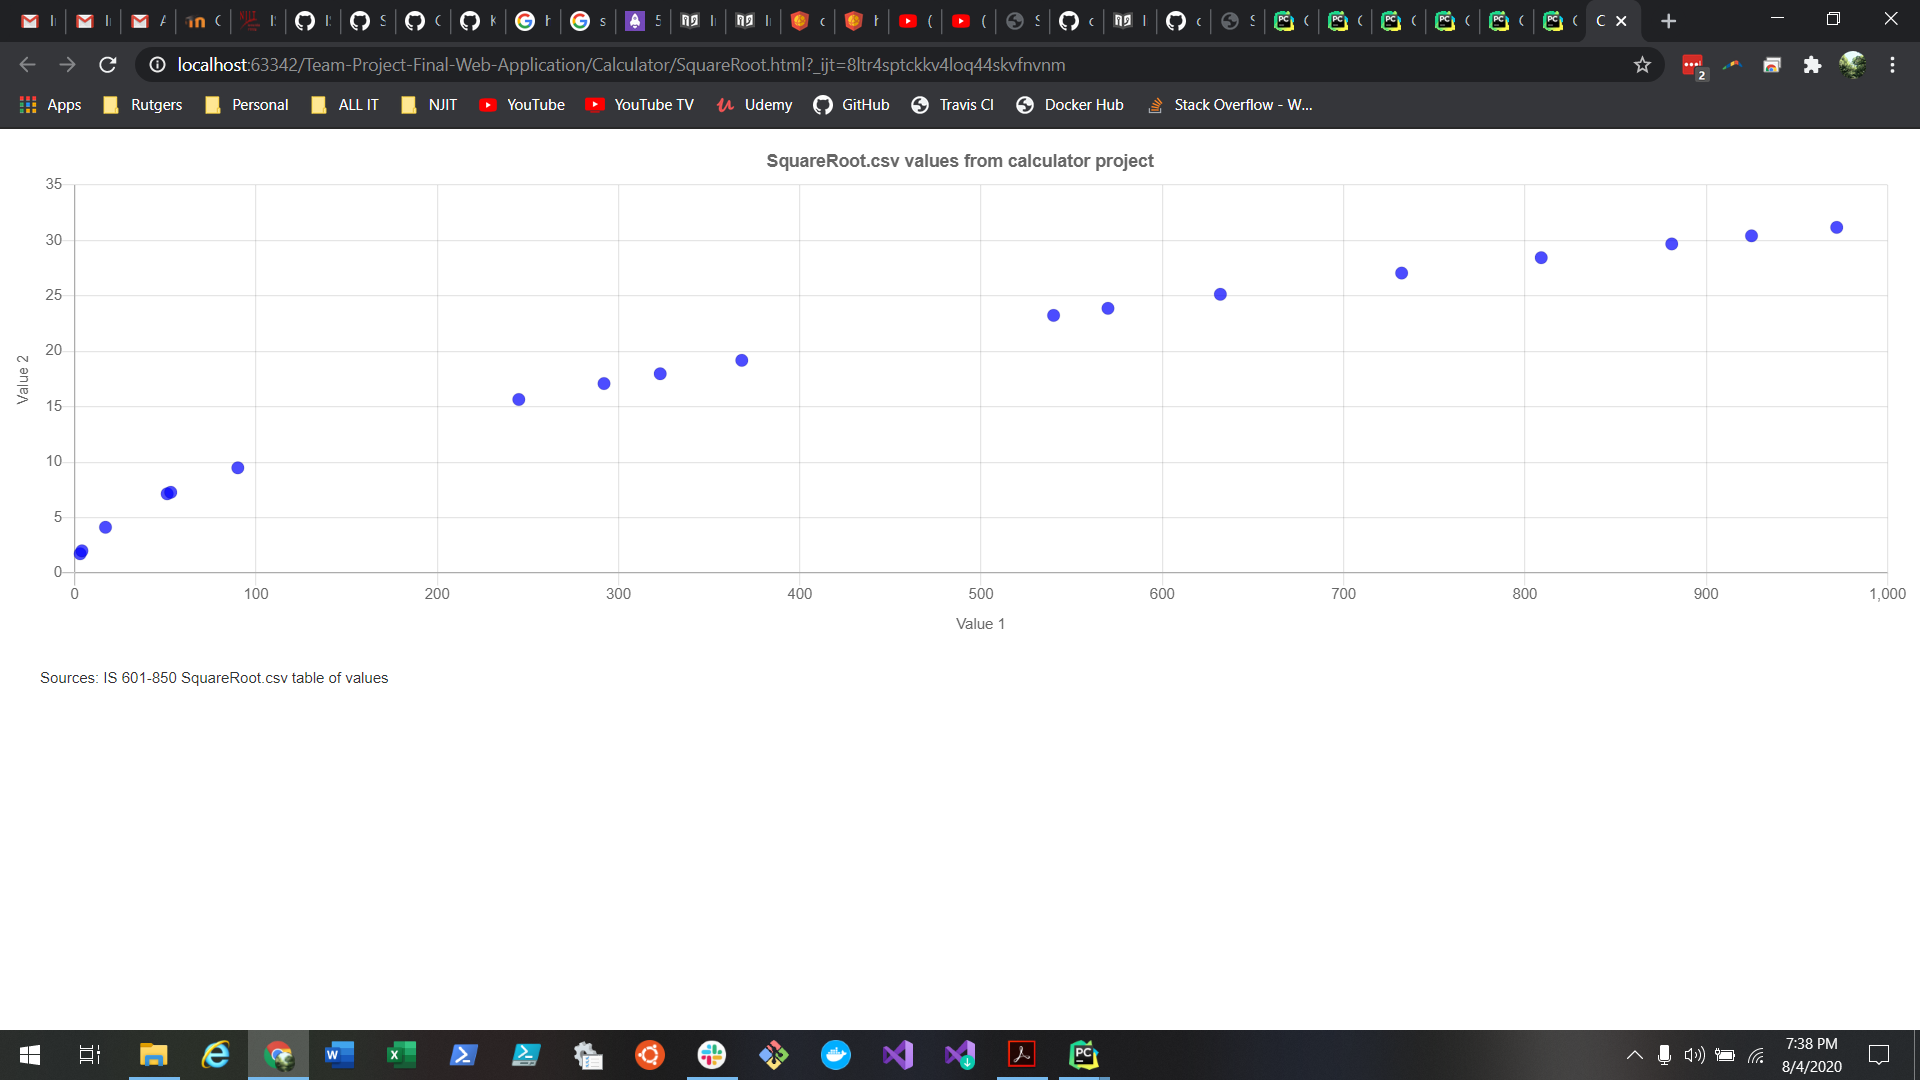 localhost:63342/Team-Project-Final-Web-Application/Calculator/SquareRoot.html?_ijt=8ltr4sptckkv4loq44skvfnvnm
2
Apps Rutgers Personal ALL IT NJIT YouTube YouTube TV Udemy GitHub Travis CI Docker Hub Stack Overflow - W...
SquareRoot.csv values from calculator project
35
30
25
20
15
10
5
0
Value 2
0 100 200 300 400 500 600 700 800 900 1,000
Value 1
Sources: IS 601-850 SquareRoot.csv table of values
7:38 PM
8/4/2020